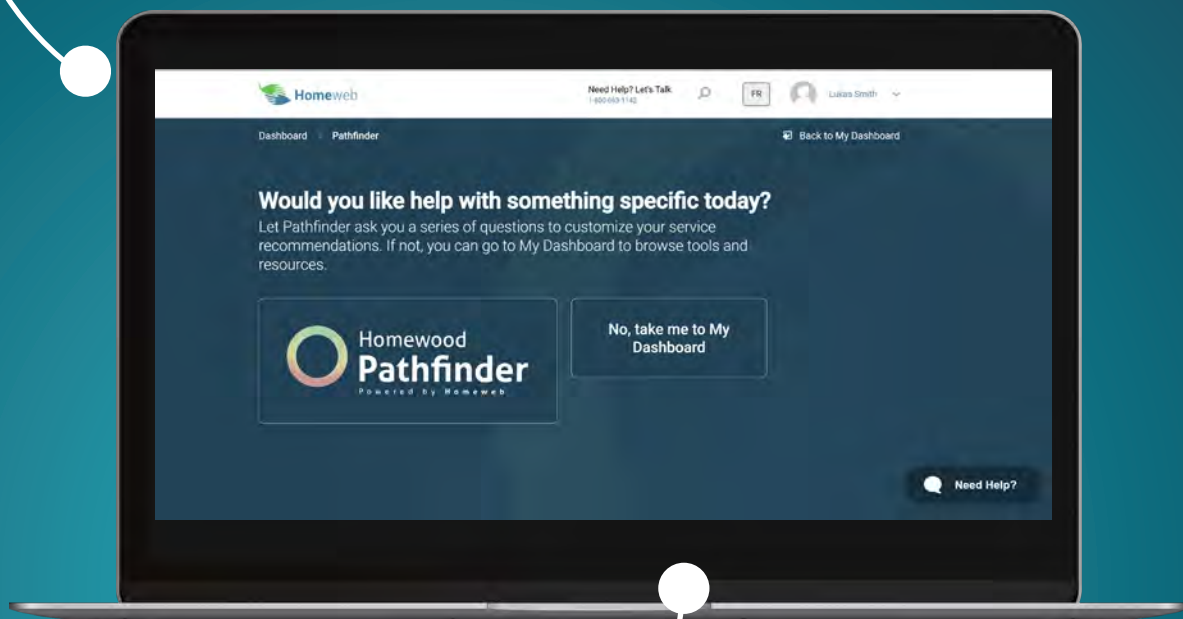 Homeweb
Need Help? Let's Talk
FR
Lukas Smith
Dashboard
Pathfinder
Back to My Dashboard
Would you like help with something specific today?
Let Pathfinder ask you a series of questions to customize your service
recommendations. If not, you can go to My Dashboard to browse tools and
resources.
Homewood
Pathfinder
Powered by Homeweb
No, take me to My
Dashboard
Need Help?